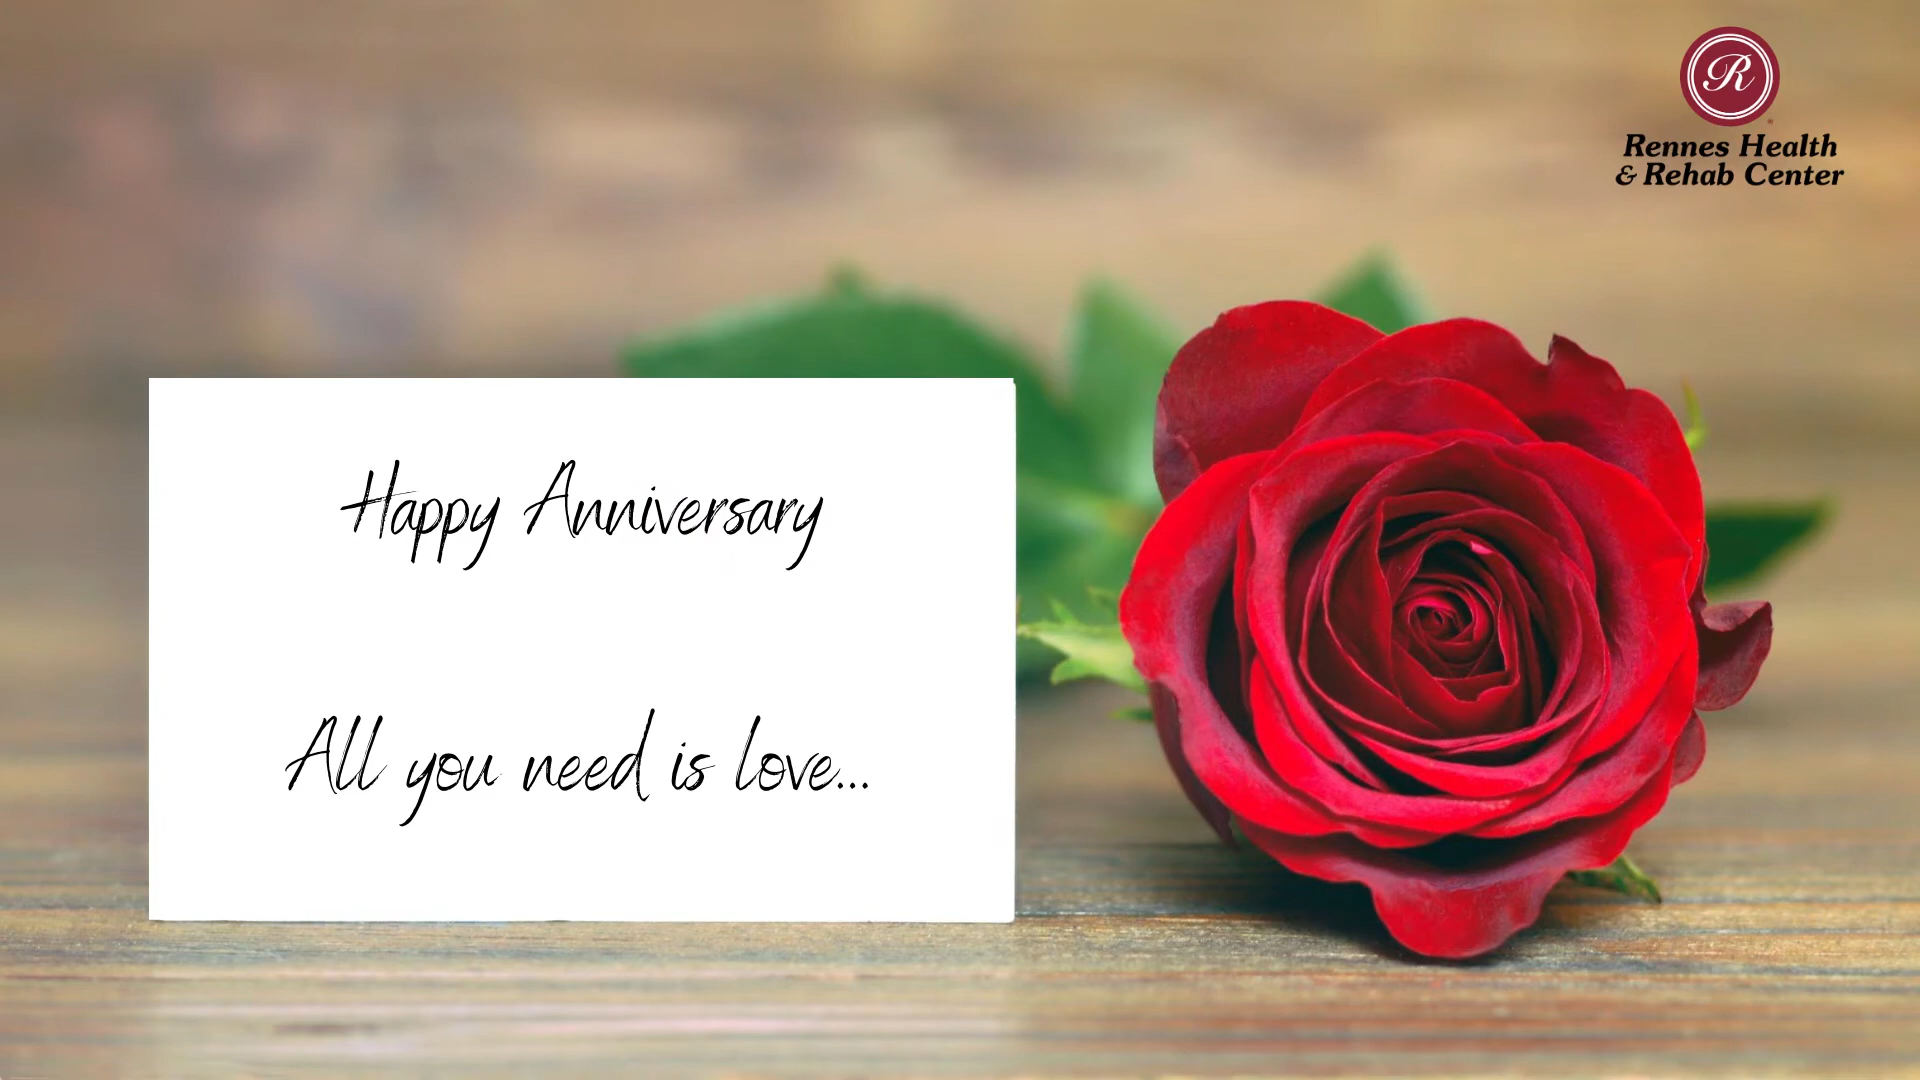 R
Rennes Health
& Rehab Center
Happy Anniversary
All you need is love...